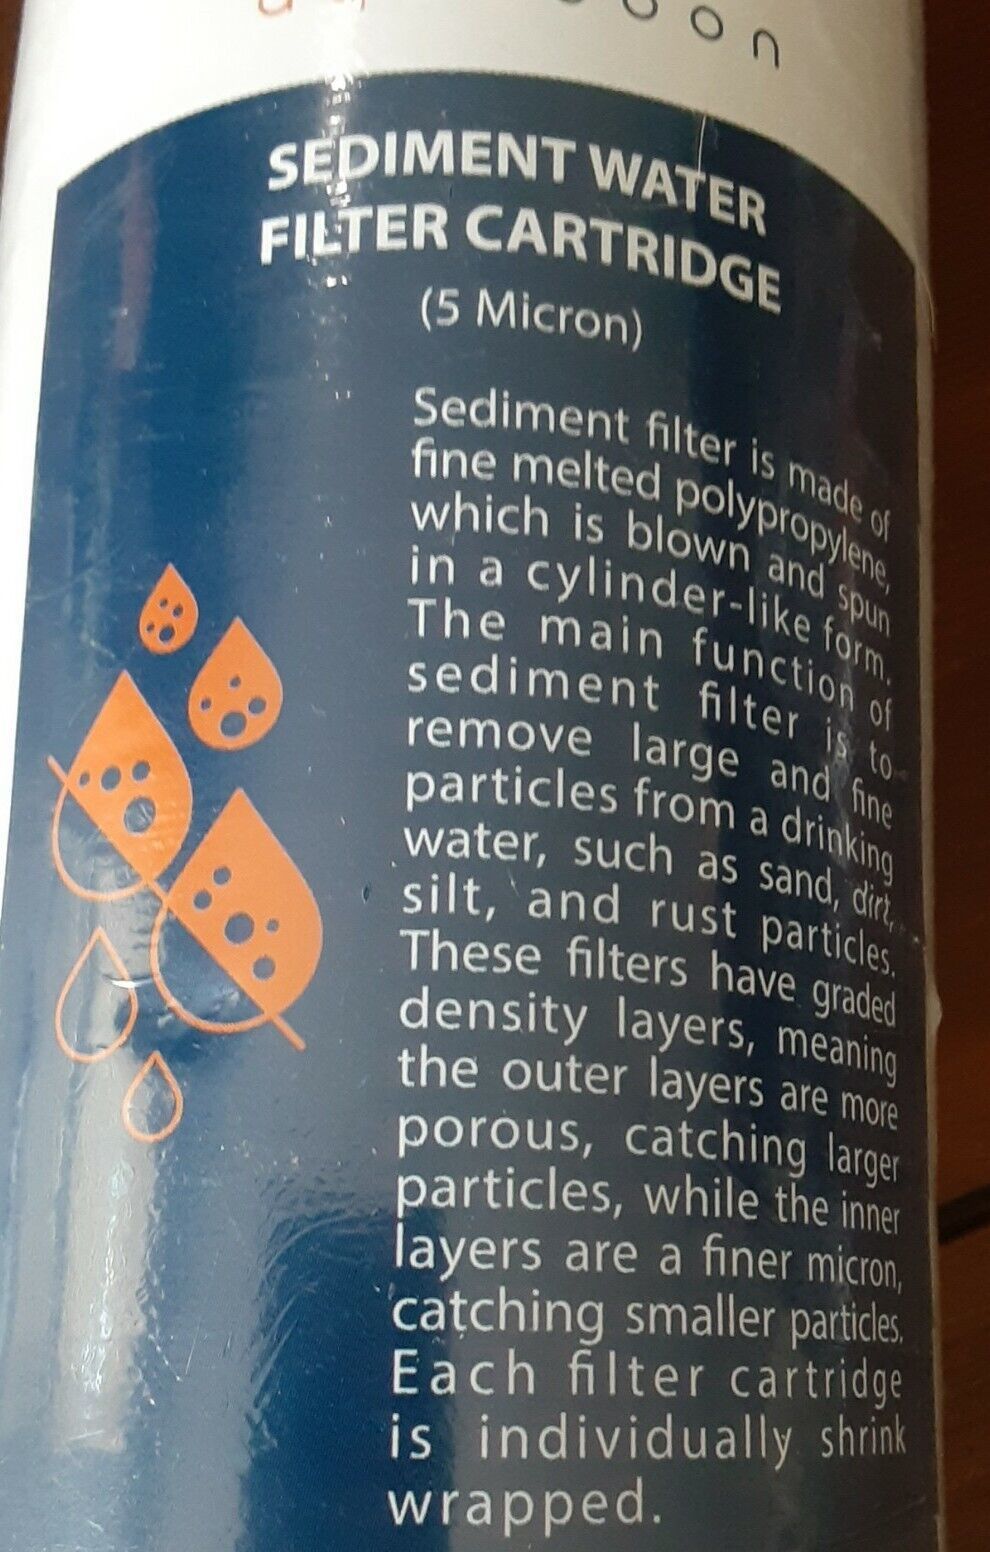 SEDIMENT WATER
FILTER CARTRIDGE
(5 Micron)
Sediment filter is made of
fine melted polypropylene,
which is blown and spun
in a cylinder-like form.
The main function of
sediment filter is to
remove large and fine
particles from a drinking
water, such as sand, dirt,
silt, and rust particles.
These filters have graded
density layers, meaning
the outer layers are more
porous, catching larger
particles, while the inner
layers are a finer micron,
catching smaller particles.
Each filter cartridge
is individually shrink
wrapped.